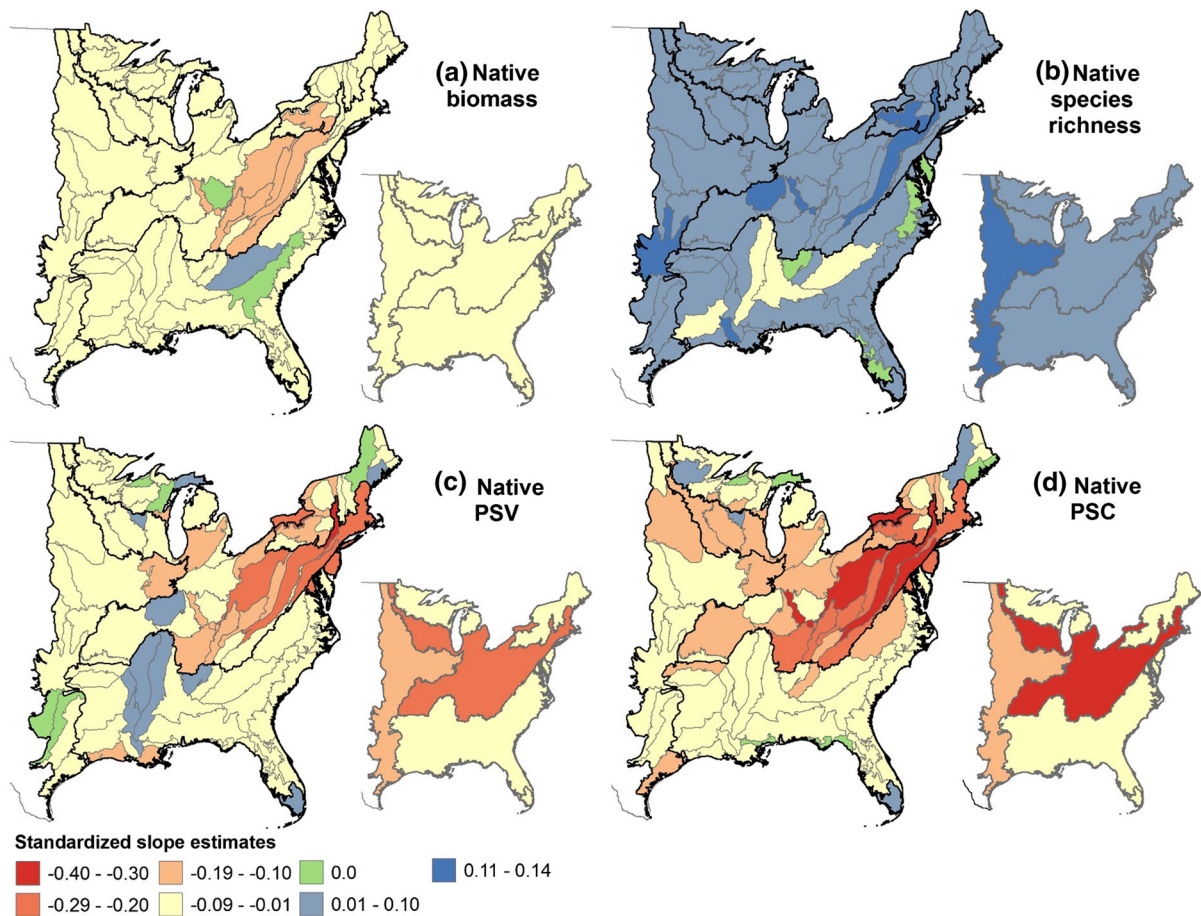 (a) Native
biomass
(b) Native
species
richness
(c) Native
PSV
(d) Native
PSC
Standardized slope estimates
-0.40 - -0.30
-0.19 - -0.10
0.0
0.11 - 0.14
-0.29 - -0.20
-0.09 - -0.01
0.01 - 0.10